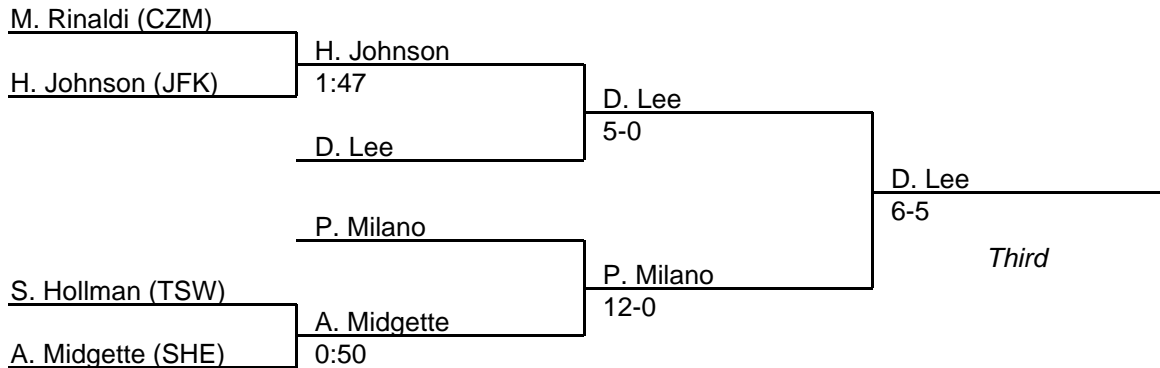 M. Rinaldi (CZM)
H. Johnson
H. Johnson (JFK)
1:47
D. Lee
5-0
D. Lee
D. Lee
6-5
P. Milano
Third
P. Milano
S. Hollman (TSW)
12-0
A. Midgette
A. Midgette (SHE)
0:50